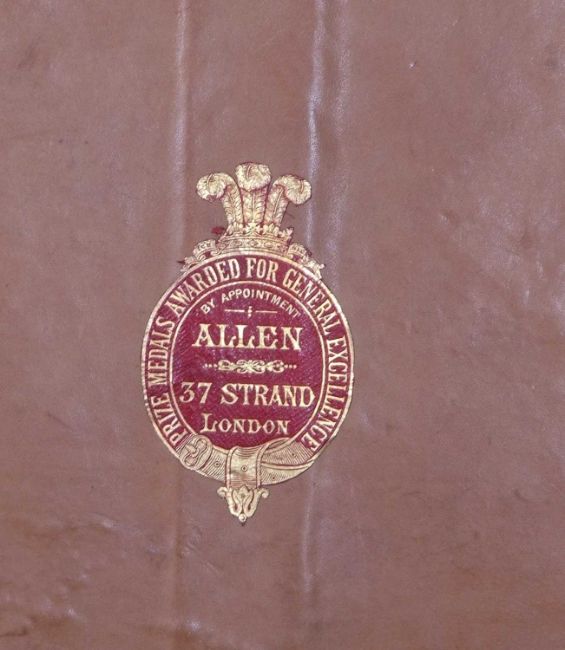 PRIZE MEDALS AWARDED FOR GENERAL EXCELLENCE
BY APPOINTMENT
ALLEN
37 STRAND
LONDON